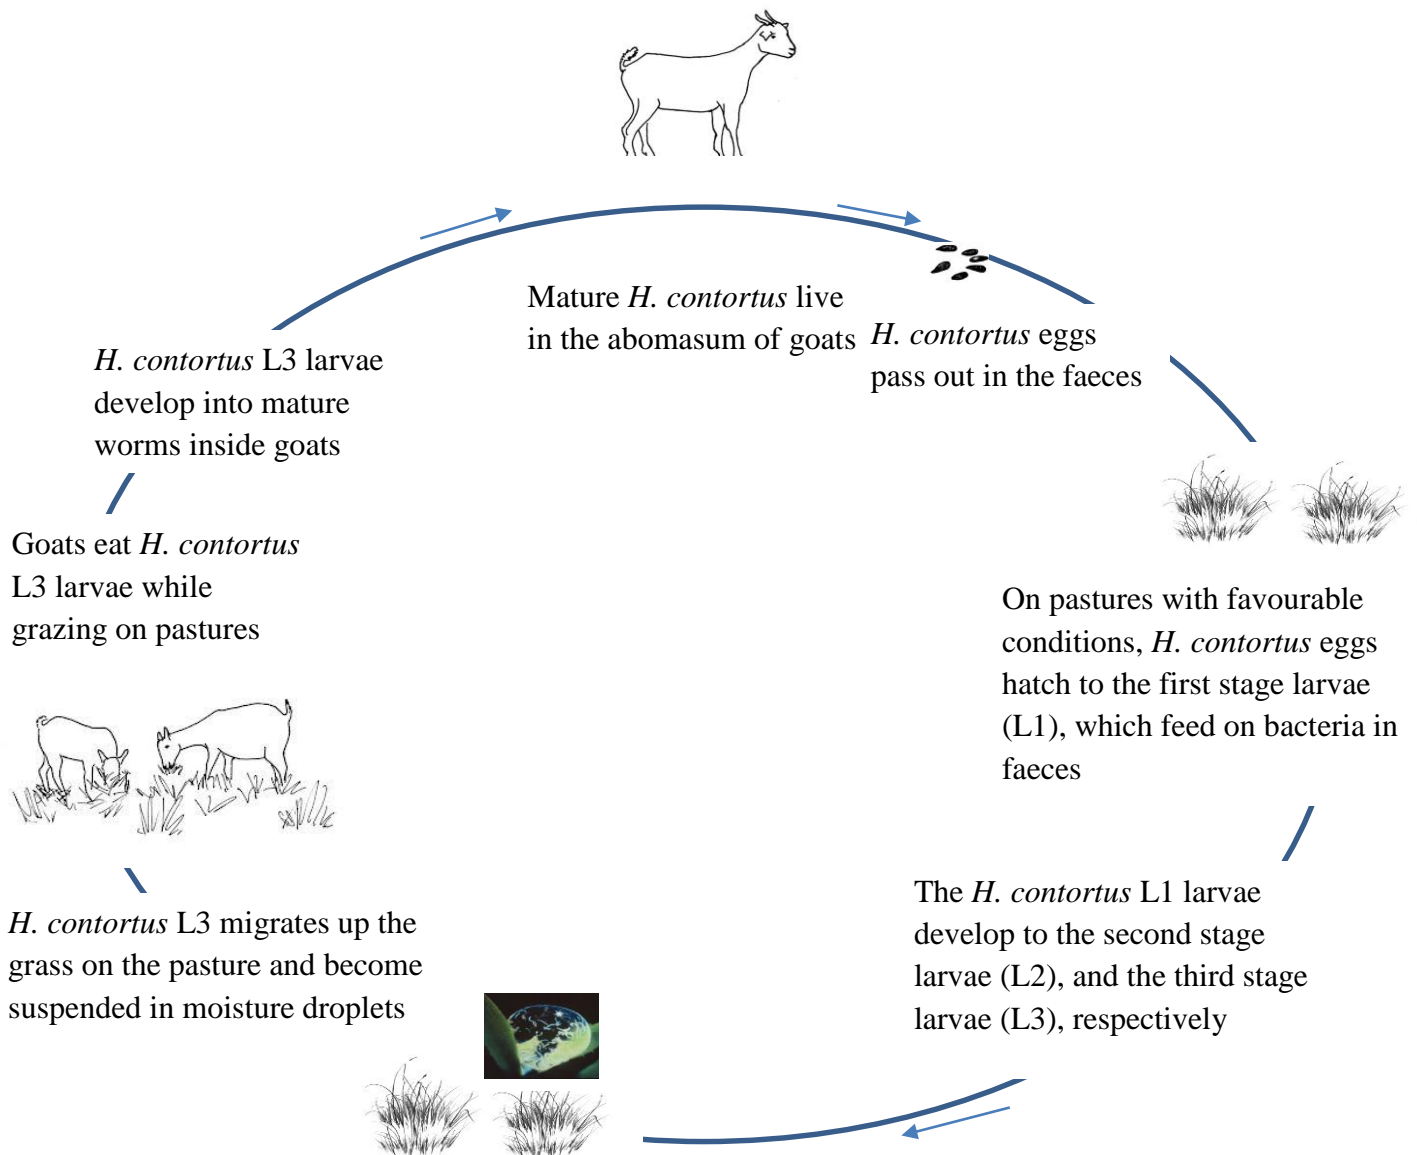 Mature H. contortus live
in the abomasum of goats
H. contortus eggs
pass out in the faeces
On pastures with favourable
conditions, H. contortus eggs
hatch to the first stage larvae
(L1), which feed on bacteria in
faeces
The H. contortus L1 larvae
develop to the second stage
larvae (L2), and the third stage
larvae (L3), respectively
H. contortus L3 migrates up the
grass on the pasture and become
suspended in moisture droplets
Goats eat H. contortus
L3 larvae while
grazing on pastures
H. contortus L3 larvae
develop into mature
worms inside goats